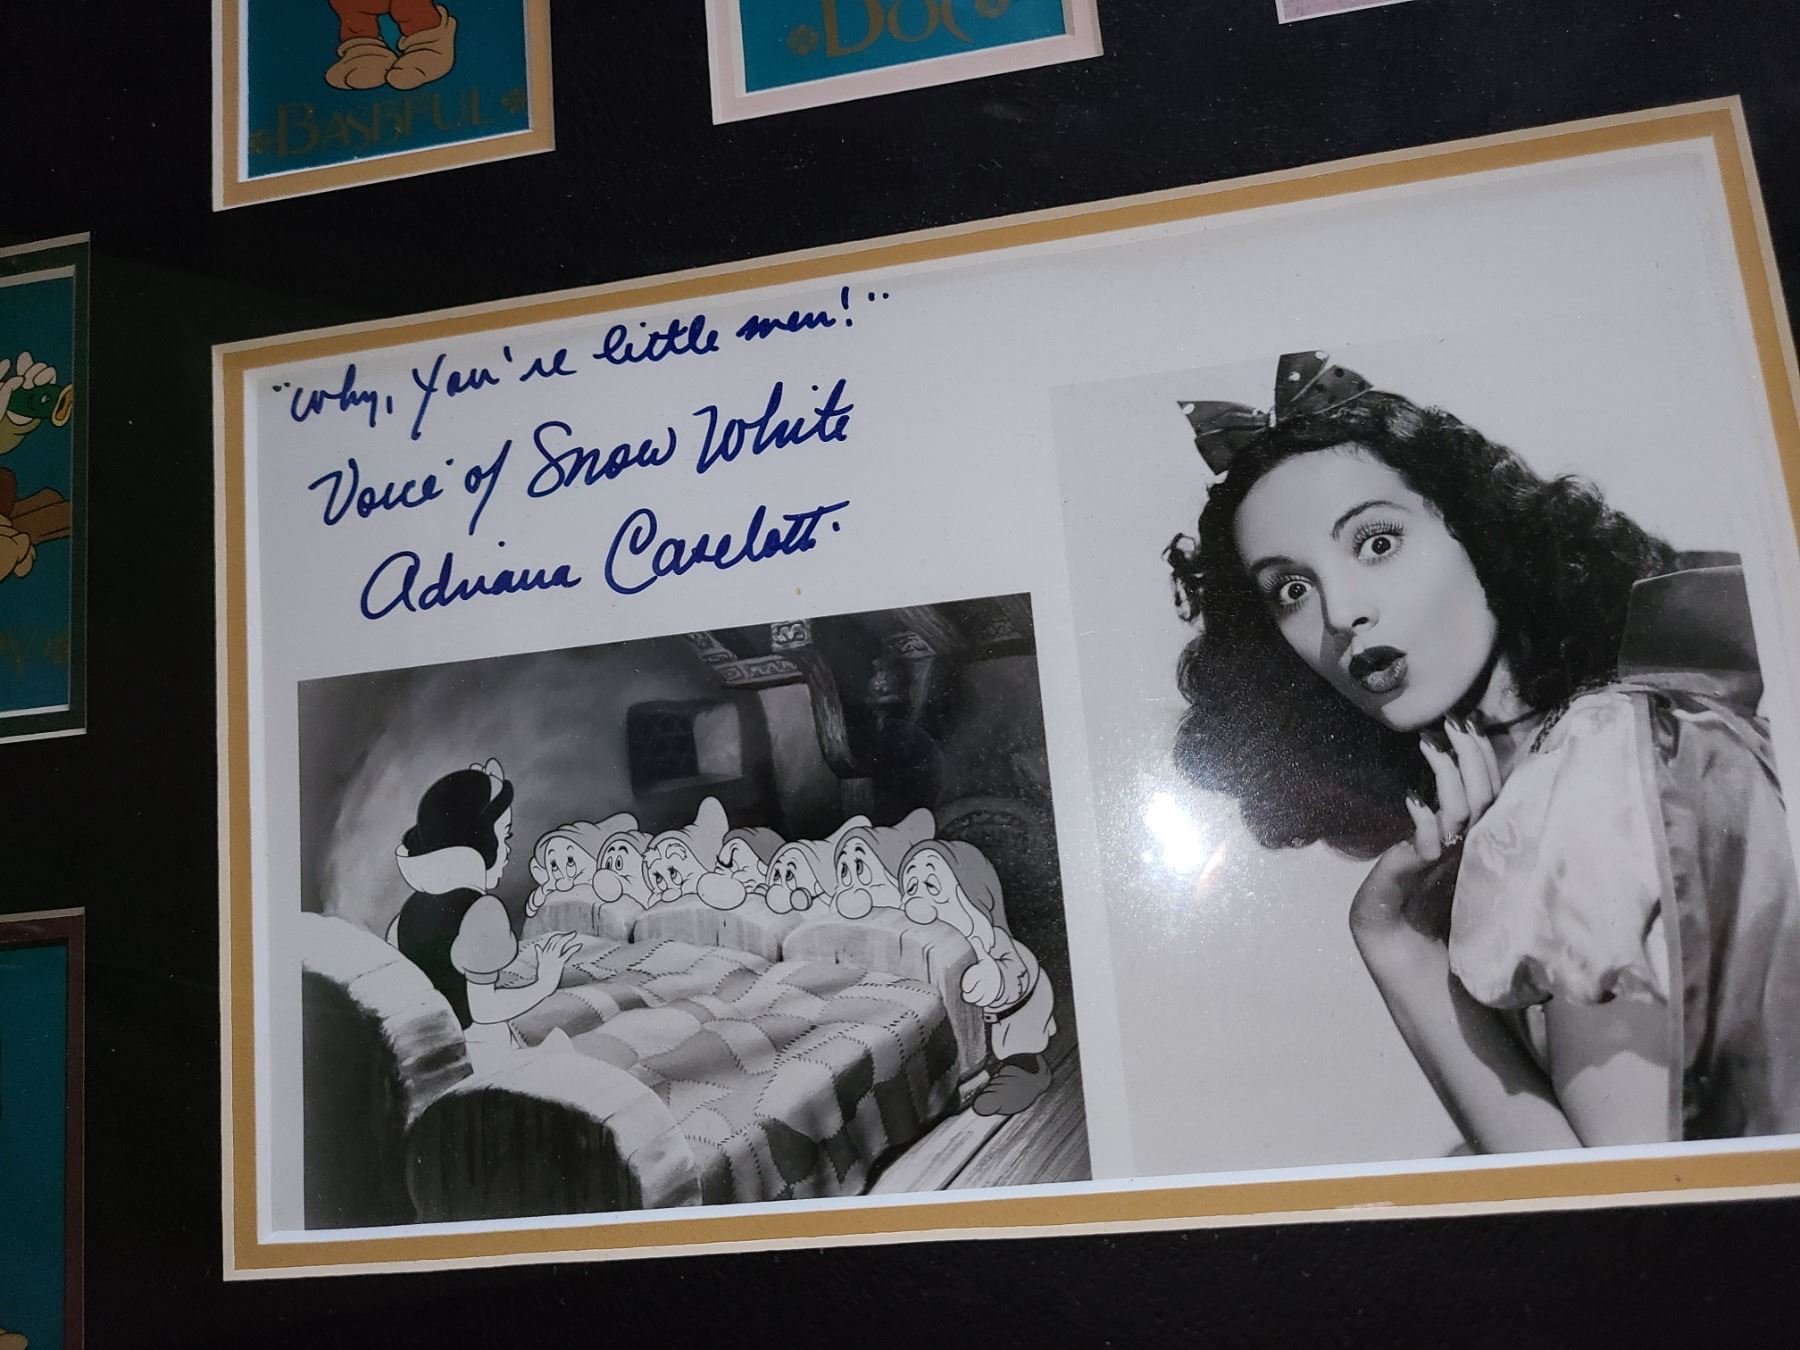 BASHFUL
DOC
"Why, You're little men!"
Voice of Snow White
Adriana Caselotti